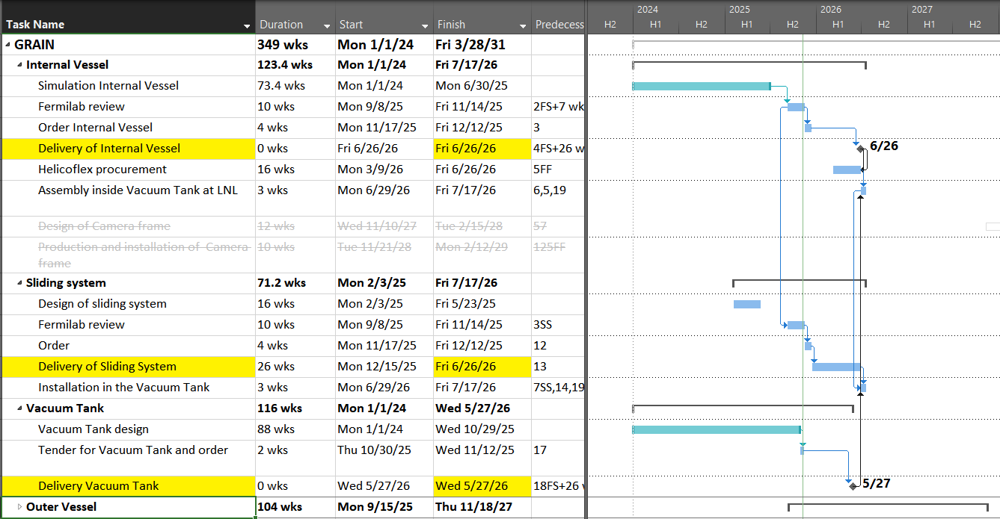 2024 2025 2026 2027
Task Name Duration Start Finish Predecess H2 H1 H2 H1 H2 H1 H2 H1 H2
GRAIN 349 wks Mon 1/1/24 Fri 3/28/31
Internal Vessel 123.4 wks Mon 1/1/24 Fri 7/17/26
Simulation Internal Vessel 73.4 wks Mon 1/1/24 Mon 6/30/25
Fermilab review 10 wks Mon 9/8/25 Fri 11/14/25 2FS+7 wk
Order Internal Vessel 4 wks Mon 11/17/25 Fri 12/12/25 3
Delivery of Internal Vessel 0 wks Fri 6/26/26 Fri 6/26/26 4FS+26 w 6/26
Helicoflex procurement 16 wks Mon 3/9/26 Fri 6/26/26 5FF
Assembly inside Vacuum Tank at LNL 3 wks Mon 6/29/26 Fri 7/17/26 6,5,19
Design of Camera frame 12 wks Wed 11/10/27 Tue 2/15/28 57
Production and installation of Camera 10 wks Tue 11/21/28 Mon 2/12/29 125FF
frame
Sliding system 71.2 wks Mon 2/3/25 Fri 7/17/26
Design of sliding system 16 wks Mon 2/3/25 Fri 5/23/25
Fermilab review 10 wks Mon 9/8/25 Fri 11/14/25 3SS
Order 4 wks Mon 11/17/25 Fri 12/12/25 12
Delivery of Sliding System 26 wks Mon 12/15/25 Fri 6/26/26 13
Installation in the Vacuum Tank 3 wks Mon 6/29/26 Fri 7/17/26 7SS,14,19
Vacuum Tank 116 wks Mon 1/1/24 Wed 5/27/26
Vacuum Tank design 88 wks Mon 1/1/24 Wed 10/29/25
Tender for Vacuum Tank and order 2 wks Thu 10/30/25 Wed 11/12/25 17
Delivery Vacuum Tank 0 wks Wed 5/27/26 Wed 5/27/26 18FS+26 5/27
Outer Vessel 104 wks Mon 9/15/25 Thu 11/18/27